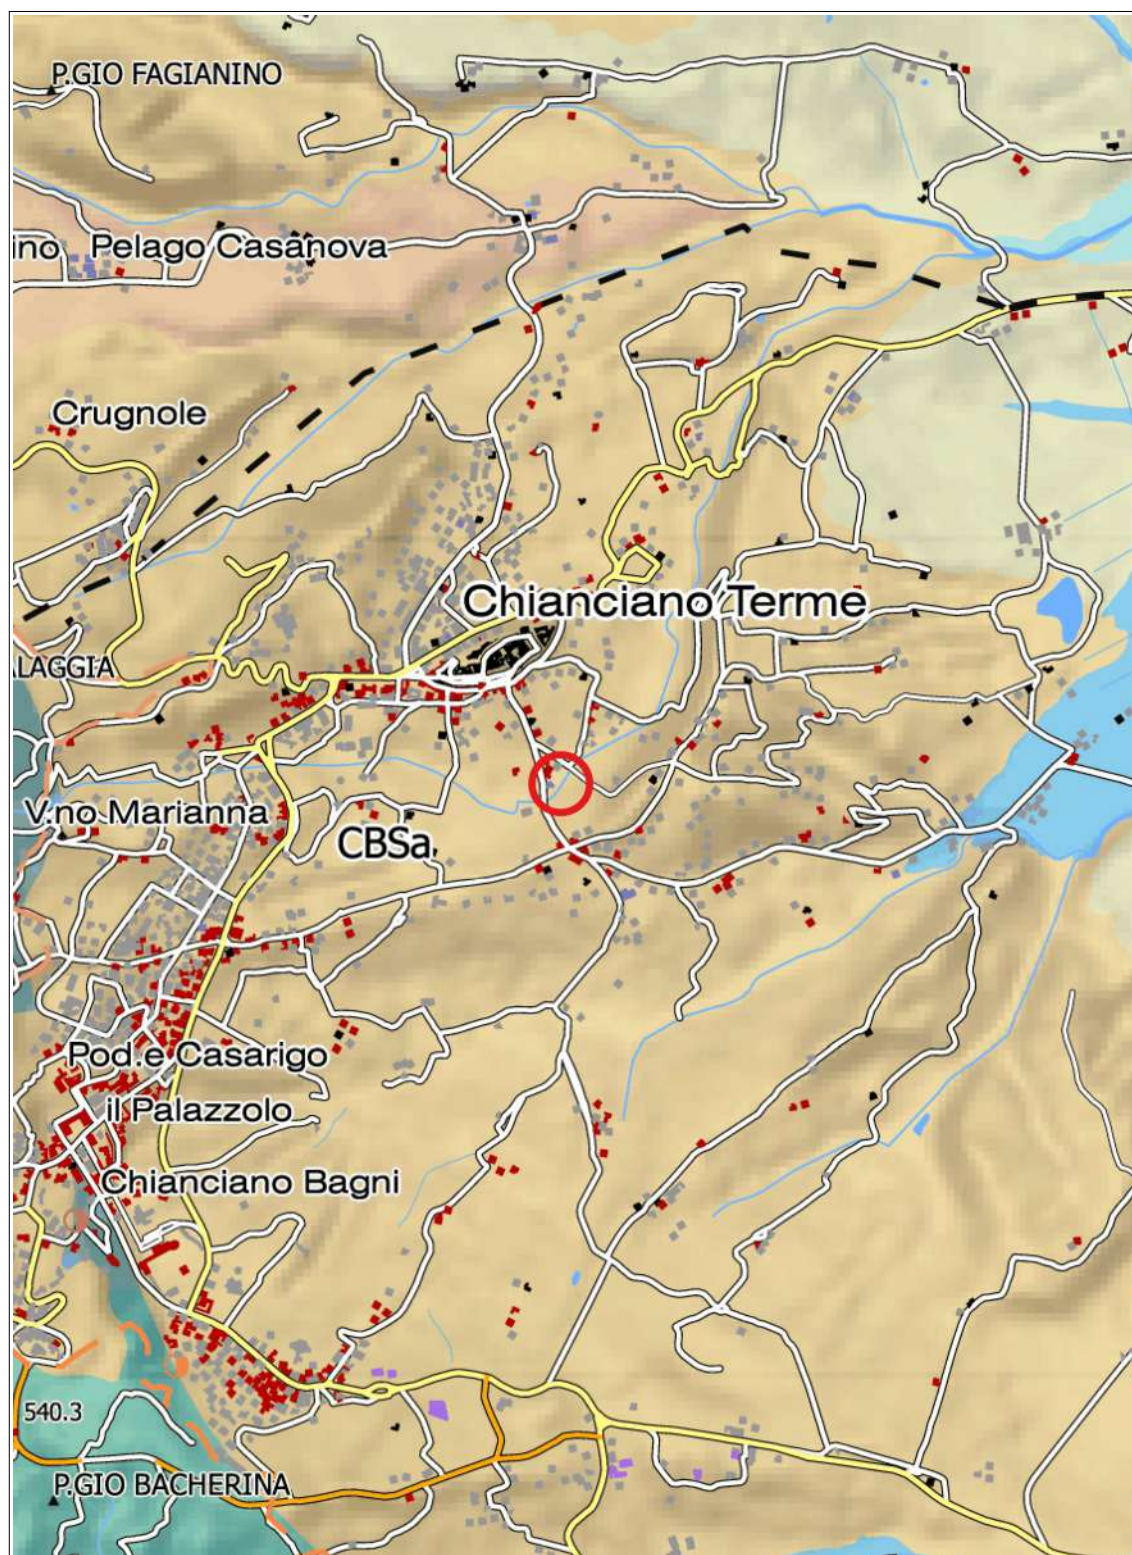 P.GIO FAGIANINO
ino Pelago Casanova
Crugnole
Chianciano Terme
ALAGGIA
V.no Marianna
CBSa
Pod. e Casarigo
il Palazzolo
Chianciano Bagni
540.3
P.GIO BACHERINA